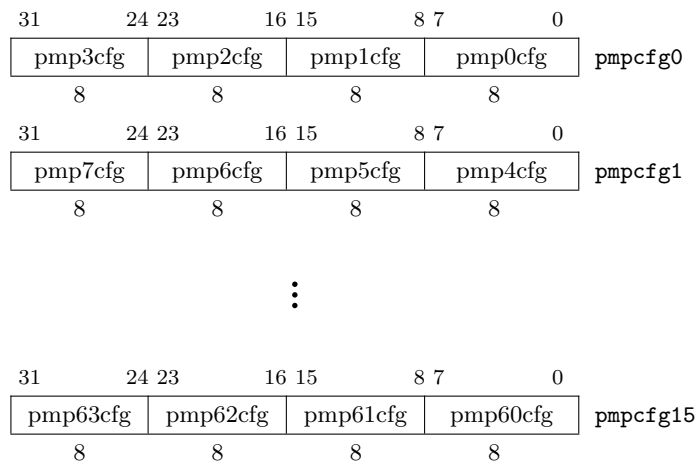 31 24 23 16 15 8 7 0
pmp3cfg pmp2cfg pmp1cfg pmp0cfg pmpcfg0
8 8 8 8
31 24 23 16 15 8 7 0
pmp7cfg pmp6cfg pmp5cfg pmp4cfg pmpcfg1
8 8 8 8
⋮
31 24 23 16 15 8 7 0
pmp63cfg pmp62cfg pmp61cfg pmp60cfg pmpcfg15
8 8 8 8